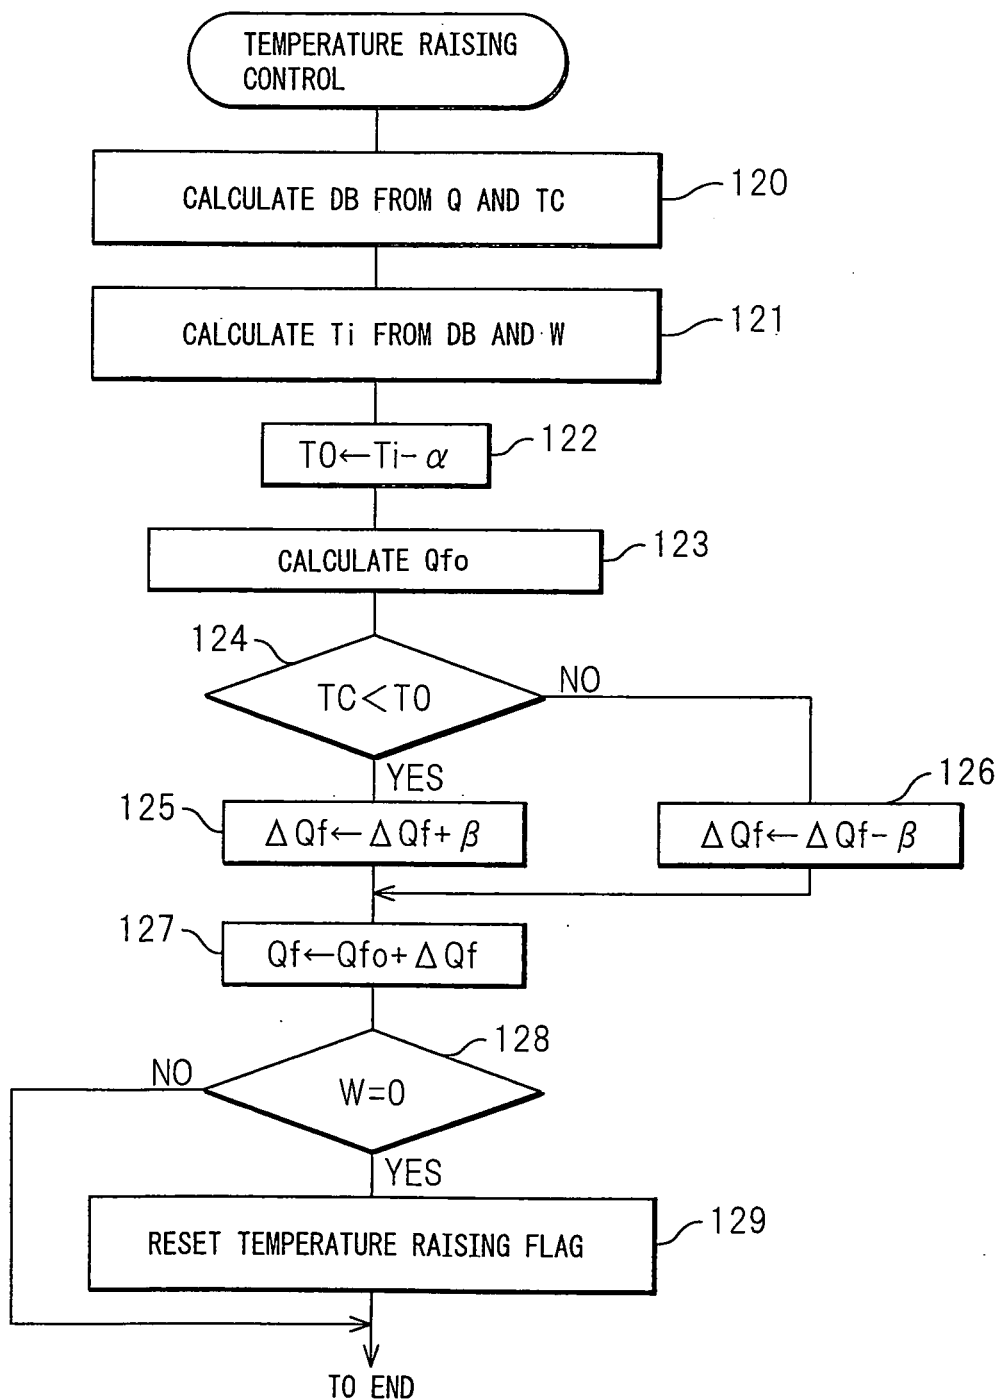 TEMPERATURE RAISING
CONTROL
CALCULATE DB FROM Q AND TC
120
CALCULATE Ti FROM DB AND W
121
TO←Ti-α
122
CALCULATE Qfo
123
124
TC<TO
NO
YES
125
ΔQf←ΔQf+β
126
ΔQf←ΔQf-β
127
Qf←Qfo+ΔQf
128
NO
W=0
YES
RESET TEMPERATURE RAISING FLAG
129
TO END